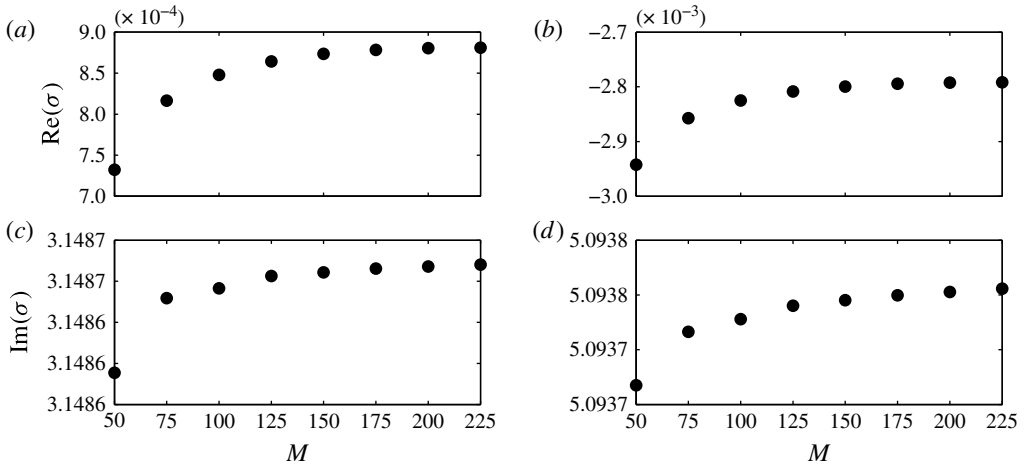 (a)
(× 10⁻⁴)
9.0
8.5
8.0
7.5
7.0
Re(σ)
(b)
(× 10⁻³)
−2.7
−2.8
−2.9
−3.0
(c)
3.1487
3.1487
3.1486
3.1486
3.1486
Im(σ)
50 75 100 125 150 175 200 225
M
(d)
5.0938
5.0938
5.0937
5.0937
50 75 100 125 150 175 200 225
M